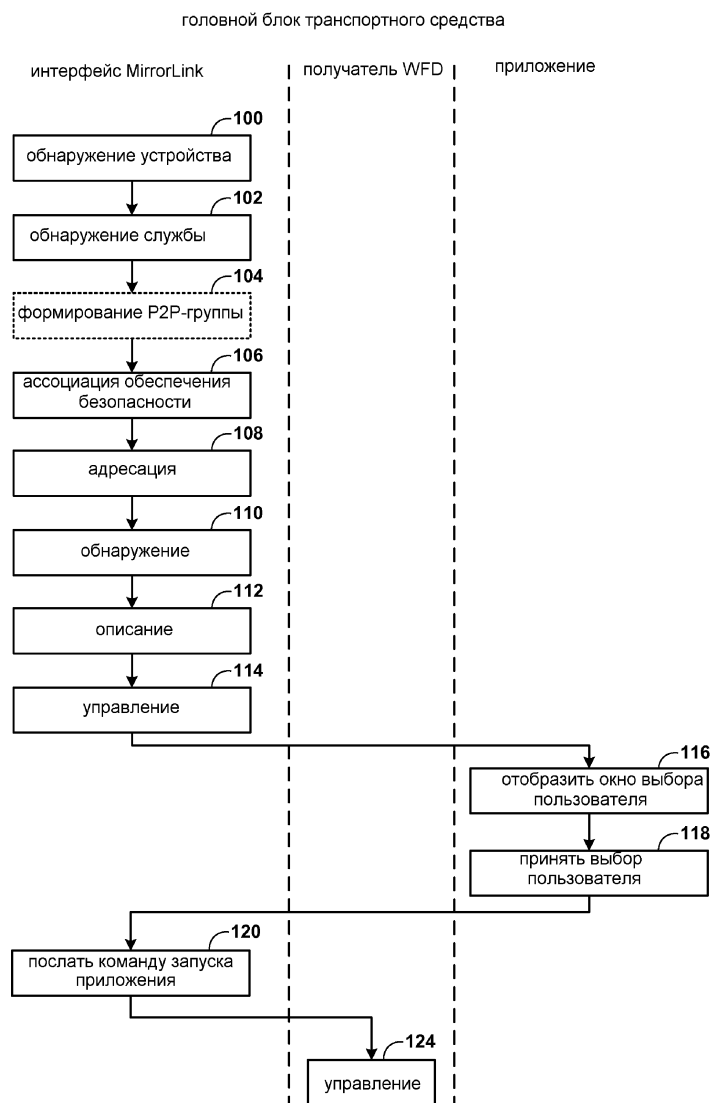 головной блок транспортного средства
интерфейс MirrorLink
получатель WFD
приложение
100
обнаружение устройства
102
обнаружение службы
104
формирование P2P-группы
106
ассоциация обеспечения
безопасности
108
адресация
110
обнаружение
112
описание
114
управление
116
отобразить окно выбора
пользователя
118
принять выбор
пользователя
120
послать команду запуска
приложения
124
управление